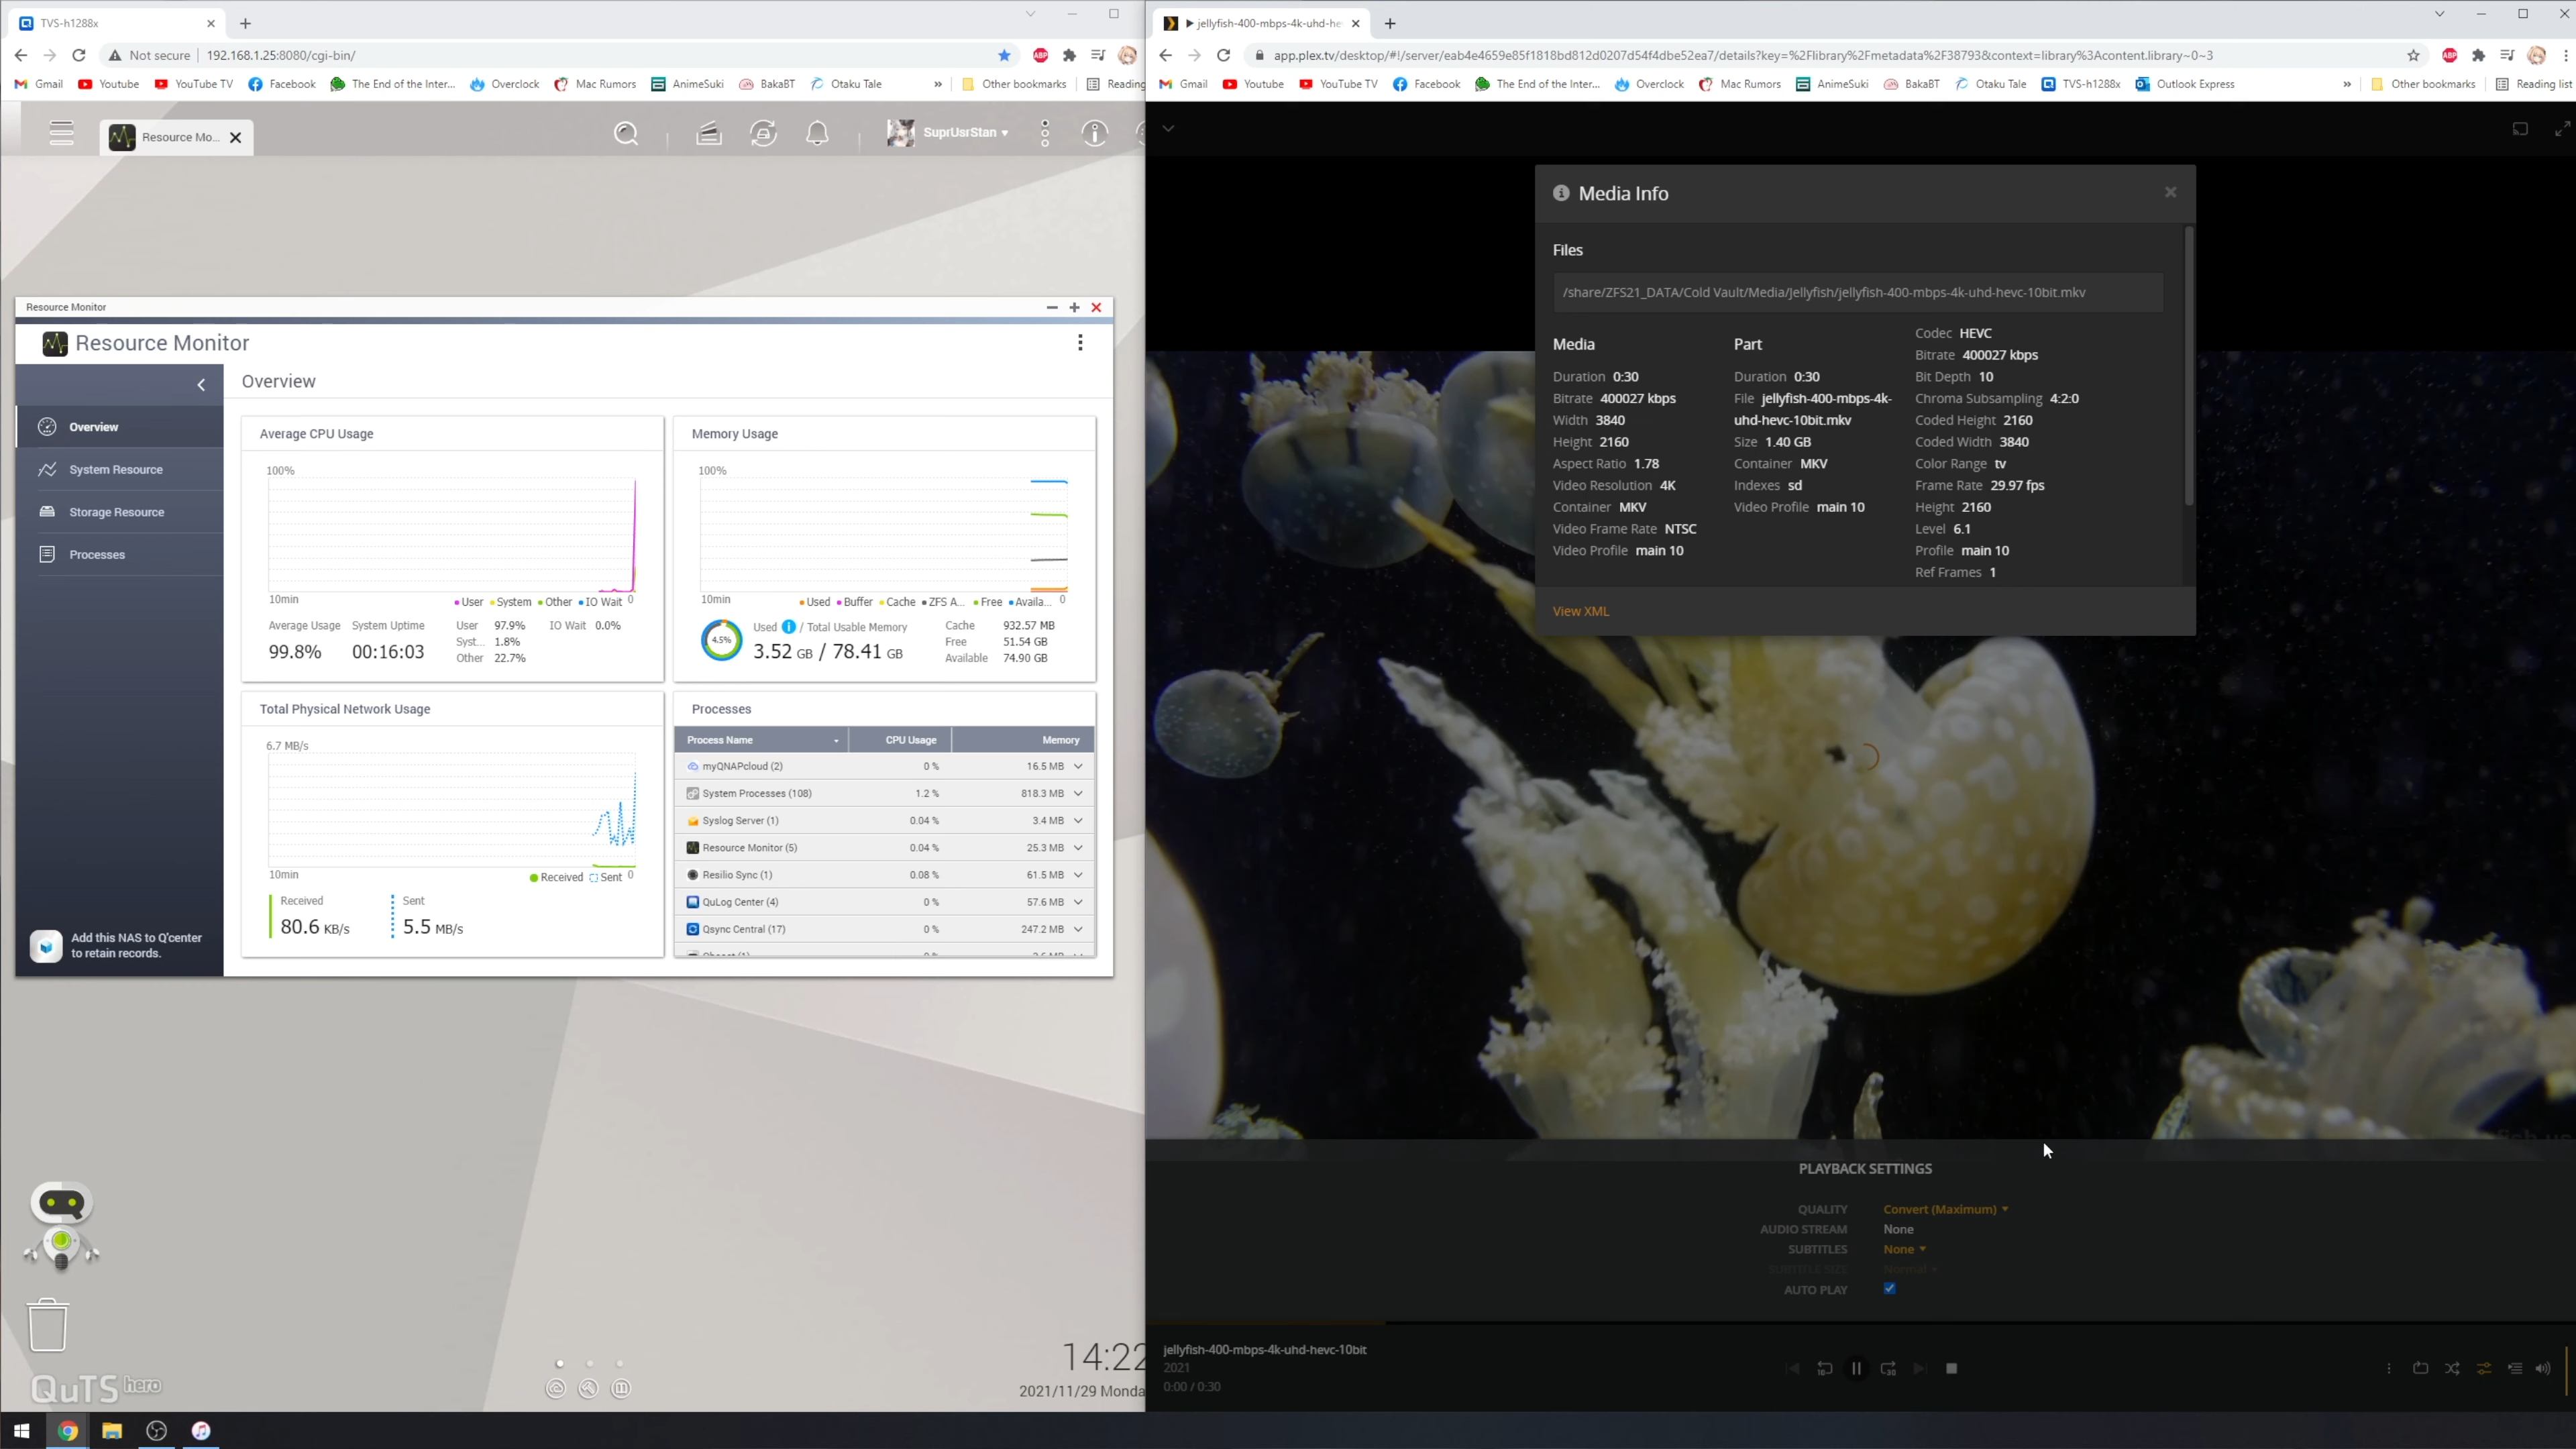 TVS-h1288x
Not secure
192.168.1.25:8080/cgi-bin/
Gmail
Youtube
YouTube TV
Facebook
The End of the Inter...
Overclock
Mac Rumors
AnimeSuki
BakaBT
Otaku Tale
»
Other bookmarks
Reading
Resource Mo...
SuprUsrStan
Resource Monitor
Resource Monitor
Overview
System Resource
Storage Resource
Processes
Add this NAS to Q'center
to retain records.
Overview
Average CPU Usage
100%
10min
User System Other IO Wait 0
Average Usage
99.8%
System Uptime
00:16:03
User 97.9%
Syst... 1.8%
Other 22.7%
IO Wait 0.0%
Memory Usage
100%
10min
Used Buffer Cache ZFS A... Free Availa... 0
4.5%
Used / Total Usable Memory
3.52 GB / 78.41 GB
Cache 932.57 MB
Free 51.54 GB
Available 74.90 GB
Total Physical Network Usage
6.7 MB/s
10min
Received Sent 0
Received
80.6 KB/s
Sent
5.5 MB/s
Processes
Process Name CPU Usage Memory
myQNAPcloud (2) 0 % 16.5 MB
System Processes (108) 1.2 % 818.3 MB
Syslog Server (1) 0.04 % 3.4 MB
Resource Monitor (5) 0.04 % 25.3 MB
Resilio Sync (1) 0.08 % 61.5 MB
QuLog Center (4) 0 % 57.6 MB
Qsync Central (17) 0 % 247.2 MB
QuTS hero
14:22
2021/11/29 Monda
jellyfish-400-mbps-4k-uhd-he
app.plex.tv/desktop/#!/server/eab4e4659e85f1818bd812d0207d54f4dbe52ea7/details?key=%2Flibrary%2Fmetadata%2F38793&context=library%3Acontent.library~0~3
Gmail
Youtube
YouTube TV
Facebook
The End of the Inter...
Overclock
Mac Rumors
AnimeSuki
BakaBT
Otaku Tale
TVS-h1288x
Outlook Express
»
Other bookmarks
Reading list
Media Info
Files
/share/ZFS21_DATA/Cold Vault/Media/Jellyfish/jellyfish-400-mbps-4k-uhd-hevc-10bit.mkv
Media
Duration 0:30
Bitrate 400027 kbps
Width 3840
Height 2160
Aspect Ratio 1.78
Video Resolution 4K
Container MKV
Video Frame Rate NTSC
Video Profile main 10
Part
Duration 0:30
File jellyfish-400-mbps-4k-
uhd-hevc-10bit.mkv
Size 1.40 GB
Container MKV
Indexes sd
Video Profile main 10
Codec HEVC
Bitrate 400027 kbps
Bit Depth 10
Chroma Subsampling 4:2:0
Coded Height 2160
Coded Width 3840
Color Range tv
Frame Rate 29.97 fps
Height 2160
Level 6.1
Profile main 10
Ref Frames 1
View XML
PLAYBACK SETTINGS
QUALITY Convert (Maximum)
AUDIO STREAM None
SUBTITLES None
SUBTITLE SIZE Normal
AUTO PLAY
jellyfish-400-mbps-4k-uhd-hevc-10bit
2021
0:00 / 0:30